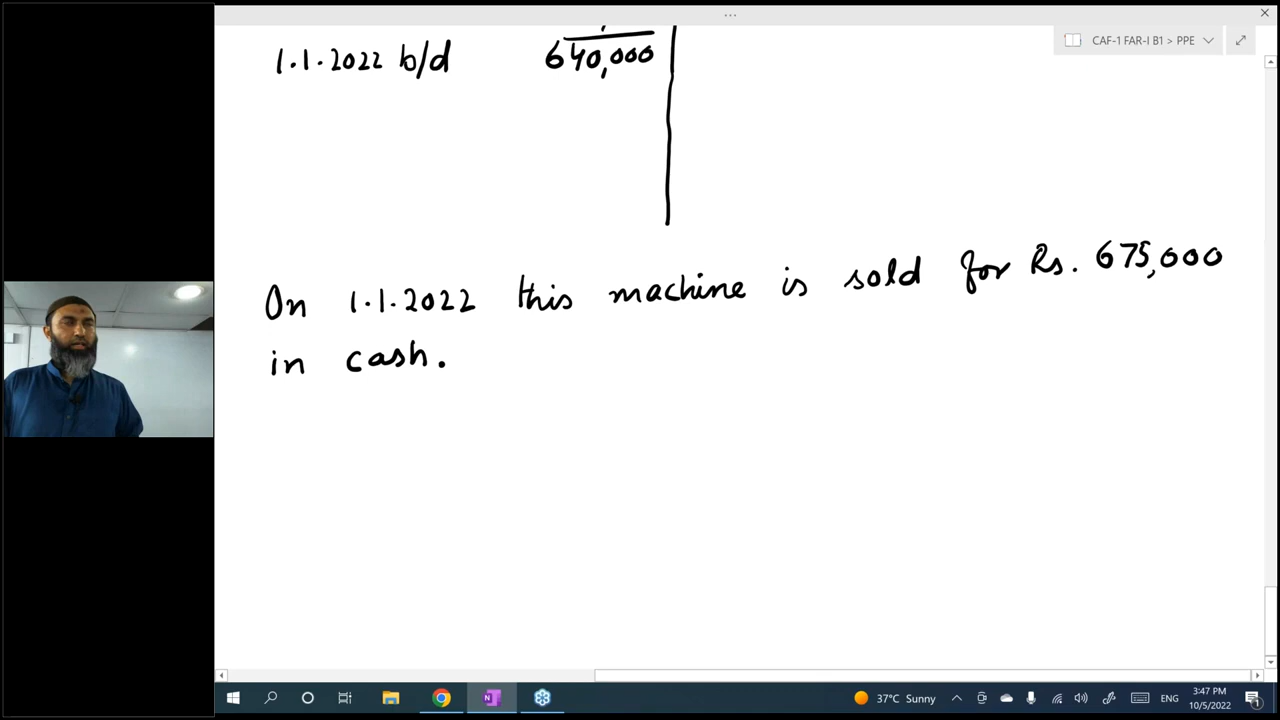 CAF-1 FAR-I B1 > PPE
1.1.2022 b/d 640,000
On 1.1.2022 this machine is sold for Rs. 675,000
in cash.
37°C Sunny
ENG
3:47 PM
10/5/2022
1